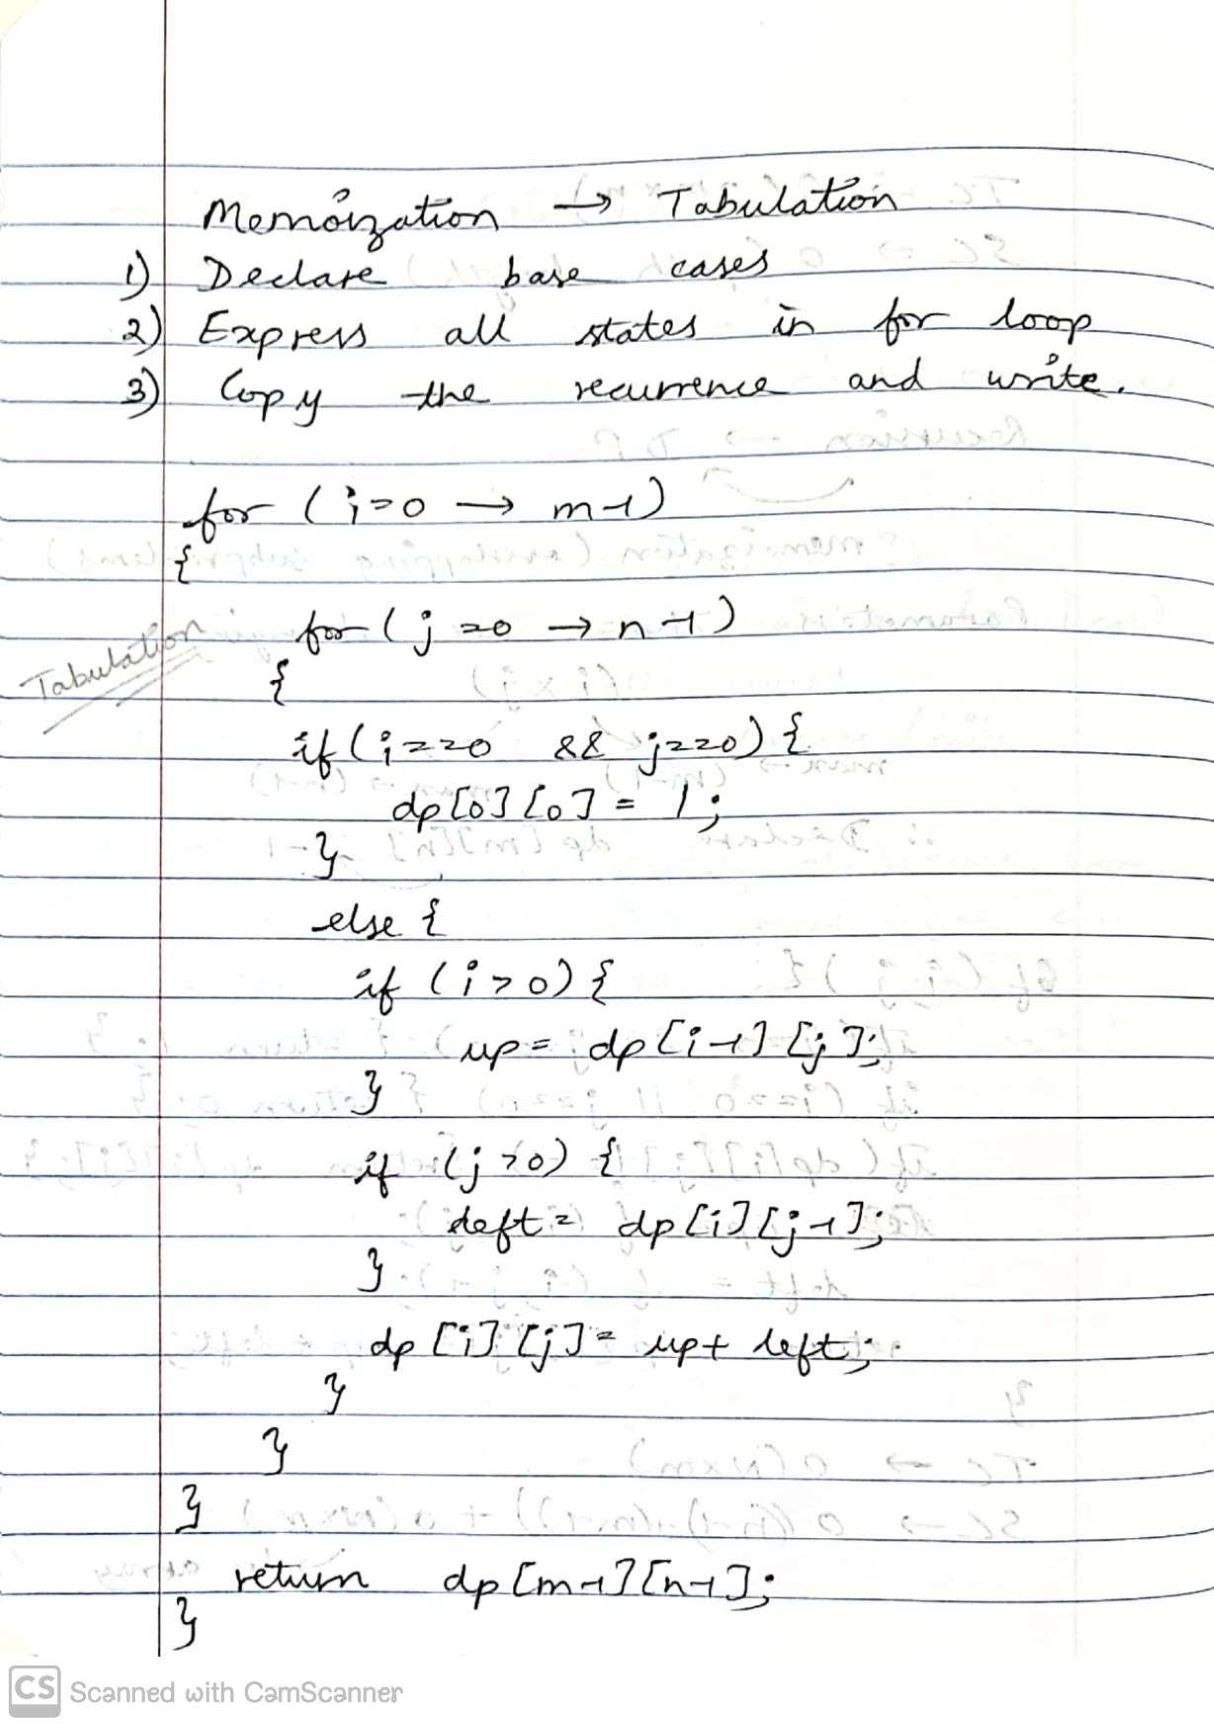 Memoization → Tabulation
1) Declare base cases
2) Express all states in for loop
3) Copy the recurrence and write.
for (i=0 → m-1)
{
for (j=0 → n-1)
Tabulation
{
if (i==0 && j==0) {
dp[0][0] = 1;
}
else {
if (i>0) {
up = dp[i-1][j];
}
if (j>0) {
left = dp[i][j-1];
}
dp[i][j] = up + left;
}
}
}
return dp[m-1][n-1];
}
CS Scanned with CamScanner